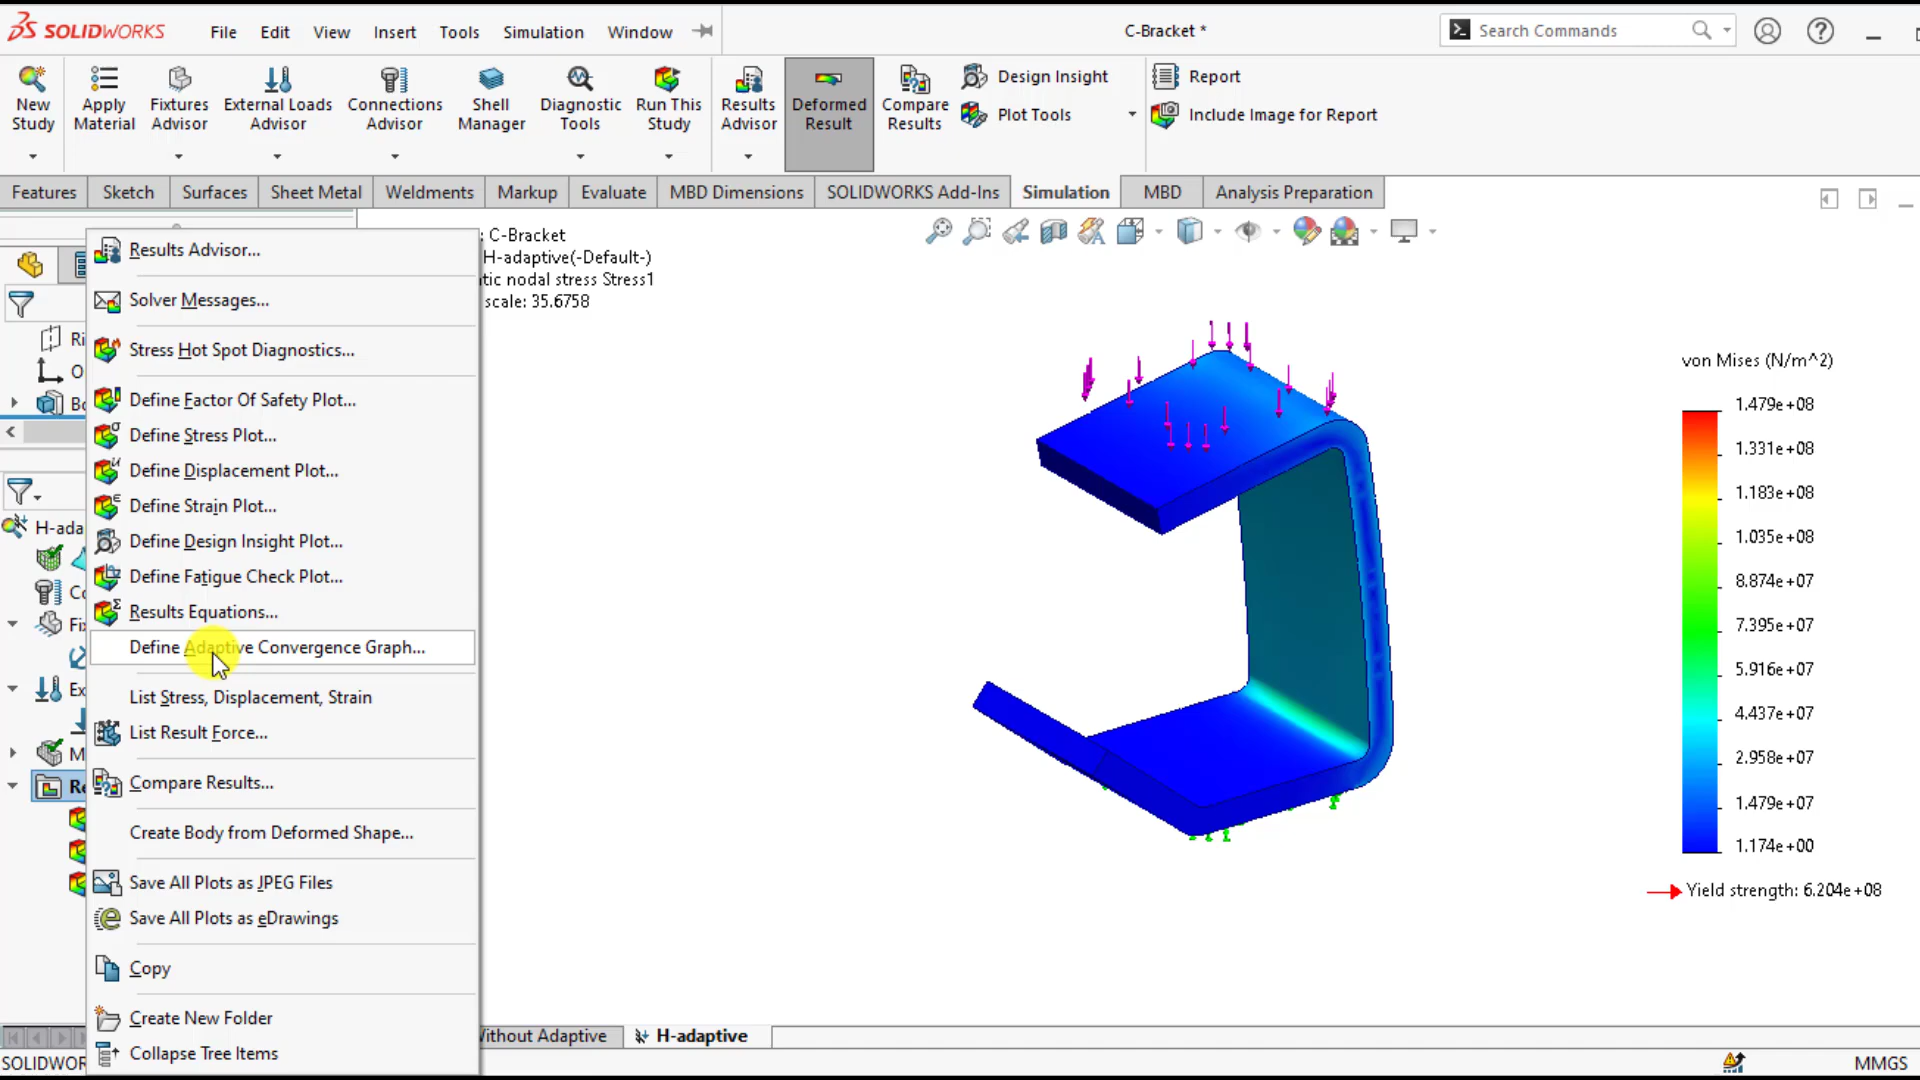 SOLIDWORKS
File Edit View Insert Tools Simulation Window
C-Bracket *
Search Commands
New Study
Apply Material
Fixtures Advisor
External Loads Advisor
Connections Advisor
Shell Manager
Diagnostic Tools
Run This Study
Results Advisor
Deformed Result
Compare Results
Design Insight
Plot Tools
Report
Include Image for Report
Features Sketch Surfaces Sheet Metal Weldments Markup Evaluate MBD Dimensions SOLIDWORKS Add-Ins Simulation MBD Analysis Preparation
: C-Bracket
H-adaptive(-Default-)
tic nodal stress Stress1
scale: 35.6758
Ri
O
Bo
H-ada
Co
Fi
Ex
M
Re
Results Advisor...
Solver Messages...
Stress Hot Spot Diagnostics...
Define Factor Of Safety Plot...
Define Stress Plot...
Define Displacement Plot...
Define Strain Plot...
Define Design Insight Plot...
Define Fatigue Check Plot...
Results Equations...
Define Adaptive Convergence Graph...
List Stress, Displacement, Strain
List Result Force...
Compare Results...
Create Body from Deformed Shape...
Save All Plots as JPEG Files
Save All Plots as eDrawings
Copy
Create New Folder
Collapse Tree Items
von Mises (N/m^2)
1.479e+08
1.331e+08
1.183e+08
1.035e+08
8.874e+07
7.395e+07
5.916e+07
4.437e+07
2.958e+07
1.479e+07
1.174e+00
Yield strength: 6.204e+08
Without Adaptive H-adaptive
SOLIDWOR
MMGS